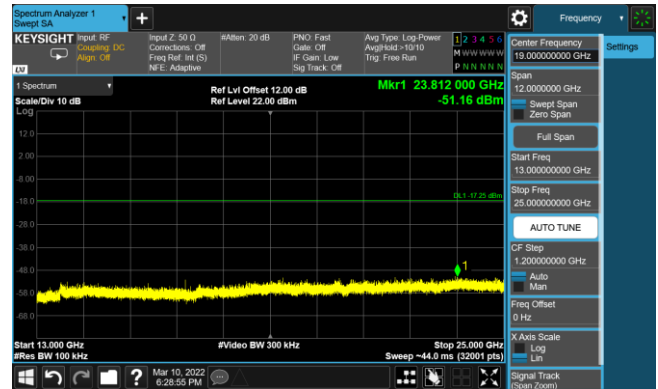 Spectrum Analyzer 1
Swept SA
Frequency
KEYSIGHT
Input: RF
Coupling: DC
Align: Off
Input Z: 50 Ω
Corrections: Off
Freq Ref: Int (S)
NFE: Adaptive
#Atten: 20 dB
PNO: Fast
Gate: Off
IF Gain: Low
Sig Track: Off
Avg Type: Log-Power
Avg|Hold:>10/10
Trig: Free Run
1 2 3 4 5 6
M W W W W W
P N N N N N
LXI
1 Spectrum
Scale/Div 10 dB
Log
Ref Lvl Offset 12.00 dB
Ref Level 22.00 dBm
Mkr1 23.812 000 GHz
-51.16 dBm
12.0
2.00
-8.00
-18.0
-28.0
-38.0
-48.0
-58.0
-68.0
DL1 -17.25 dBm
1
Start 13.000 GHz
#Res BW 100 kHz
#Video BW 300 kHz
Stop 25.000 GHz
Sweep ~44.0 ms (32001 pts)
Mar 10, 2022
6:28:55 PM
Center Frequency
19.000000000 GHz
Settings
Span
12.0000000 GHz
Swept Span
Zero Span
Full Span
Start Freq
13.000000000 GHz
Stop Freq
25.000000000 GHz
AUTO TUNE
CF Step
1.200000000 GHz
Auto
Man
Freq Offset
0 Hz
X Axis Scale
Log
Lin
Signal Track
(Span Zoom)